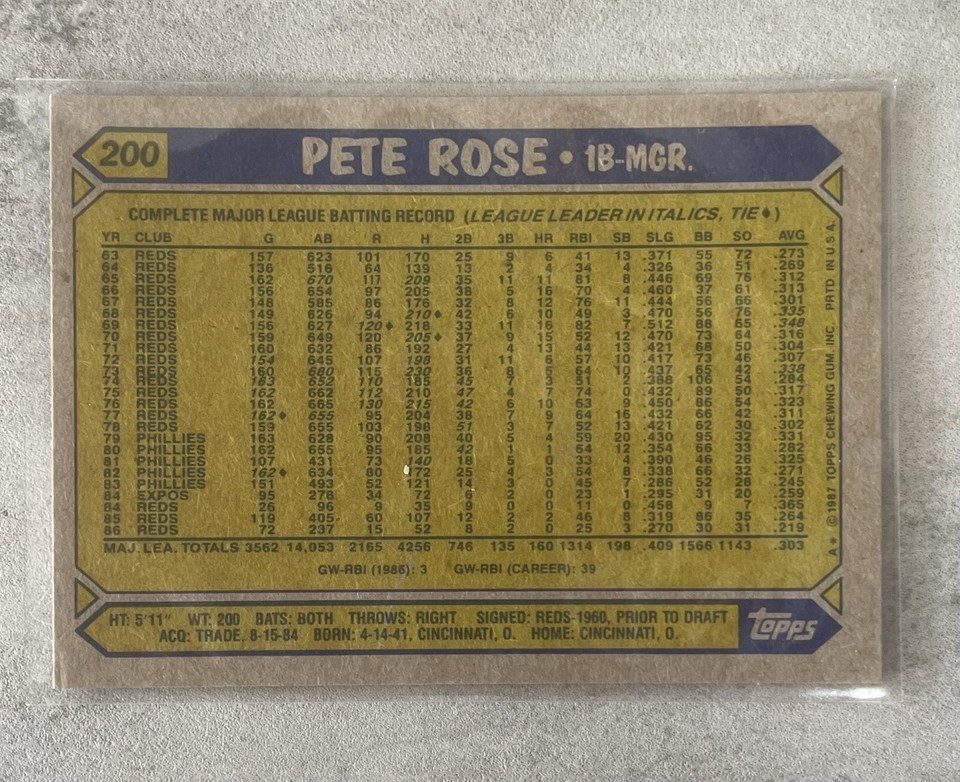 200 PETE ROSE • 1B-MGR.
COMPLETE MAJOR LEAGUE BATTING RECORD (LEAGUE LEADER IN ITALICS, TIE♦)
YR CLUB G AB R H 2B 3B HR RBI SB SLG BB SO AVG
63 REDS 157 623 101 170 25 9 6 41 13 .371 55 72 .273
64 REDS 136 516 64 139 13 2 4 34 4 .326 36 51 .269
65 REDS 162 670 117 209 35 11 11 81 8 .446 69 76 .312
66 REDS 156 654 97 205 38 5 16 70 4 .460 37 61 .313
67 REDS 148 585 86 176 32 8 12 76 11 .444 56 66 .301
68 REDS 149 626 94 210♦ 42 6 10 49 3 .470 56 76 .335
69 REDS 156 627 120♦ 218 33 11 16 82 7 .512 88 65 .348
70 REDS 159 649 120 205♦ 37 9 15 52 12 .470 73 64 .316
71 REDS 160 632 86 192 27 4 13 44 13 .421 68 50 .304
72 REDS 154 645 107 198 31 11 6 57 10 .417 73 46 .307
73 REDS 160 680 115 230 36 8 5 64 10 .437 65 42 .338
74 REDS 163 652 110 185 45 7 3 51 2 .388 106 54 .284
75 REDS 162 662 112 210 47 4 7 74 0 .432 89 50 .317
76 REDS 162 665 130 215 42 6 10 63 9 .450 86 54 .323
77 REDS 162♦ 655 95 204 38 7 9 64 16 .432 66 42 .311
78 REDS 159 655 103 198 51 3 7 52 13 .421 62 30 .302
79 PHILLIES 163 628 90 208 40 5 4 59 20 .430 95 32 .331
80 PHILLIES 162 655 95 185 42 1 1 64 12 .354 66 33 .282
81 PHILLIES 107 431 73 140 18 5 0 33 4 .390 46 26 .325
82 PHILLIES 162♦ 634 80 172 25 4 3 54 8 .338 66 32 .271
83 PHILLIES 151 493 52 121 14 3 0 45 7 .286 52 28 .245
84 EXPOS 95 278 34 72 6 2 0 23 1 .295 31 20 .259
84 REDS 26 96 9 35 9 0 0 11 0 .458 9 7 .365
85 REDS 119 405 60 107 12 2 2 46 8 .319 86 35 .264
86 REDS 72 237 15 52 8 2 0 25 3 .270 30 31 .219
MAJ. LEA. TOTALS 3562 14,053 2165 4256 746 135 160 1314 198 .409 1566 1143 .303
GW-RBI (1986): 3 GW-RBI (CAREER): 39
A* ©1987 TOPPS CHEWING GUM, INC. PRTD. IN U.S.A.
HT: 5'11" WT: 200 BATS: BOTH THROWS: RIGHT SIGNED: REDS-1960, PRIOR TO DRAFT
ACQ: TRADE, 8-15-84 BORN: 4-14-41, CINCINNATI, O. HOME: CINCINNATI, O.
topps